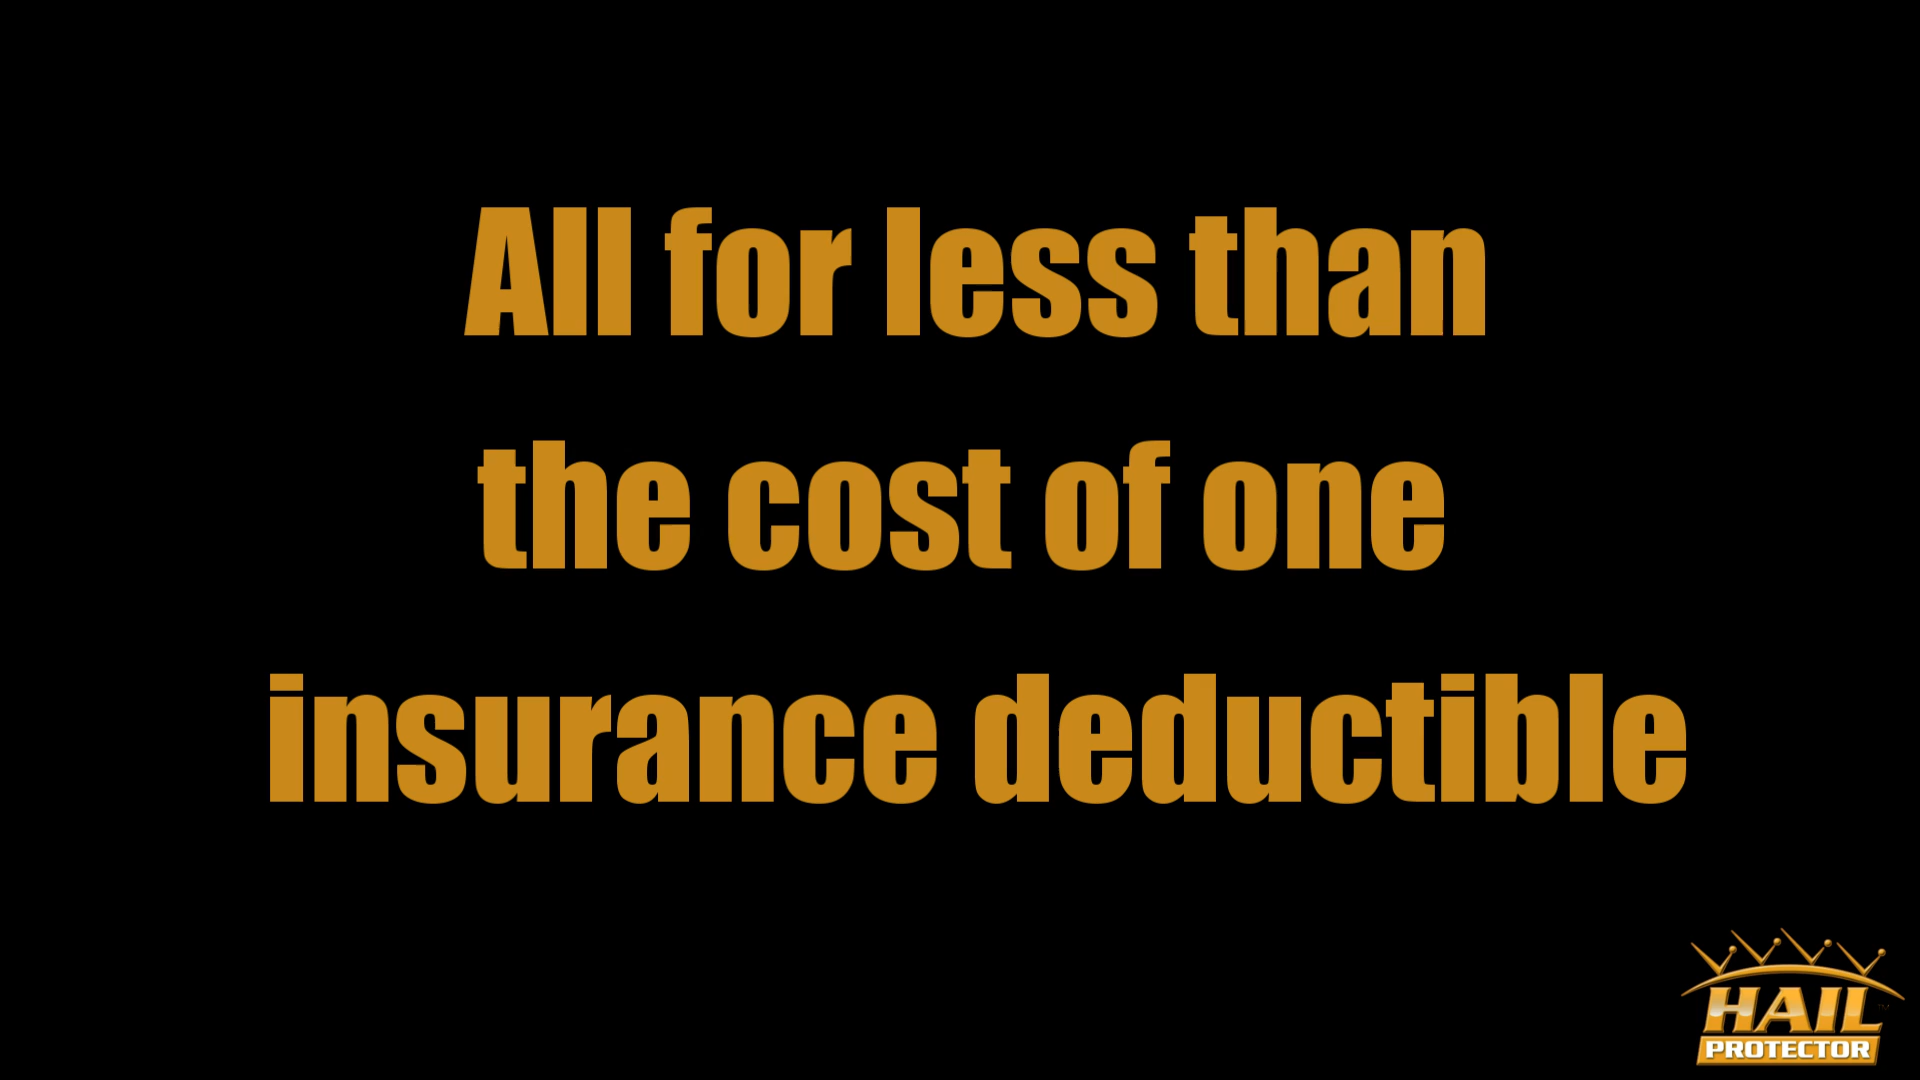 All for less than
the cost of one
insurance deductible
HAIL
PROTECTOR